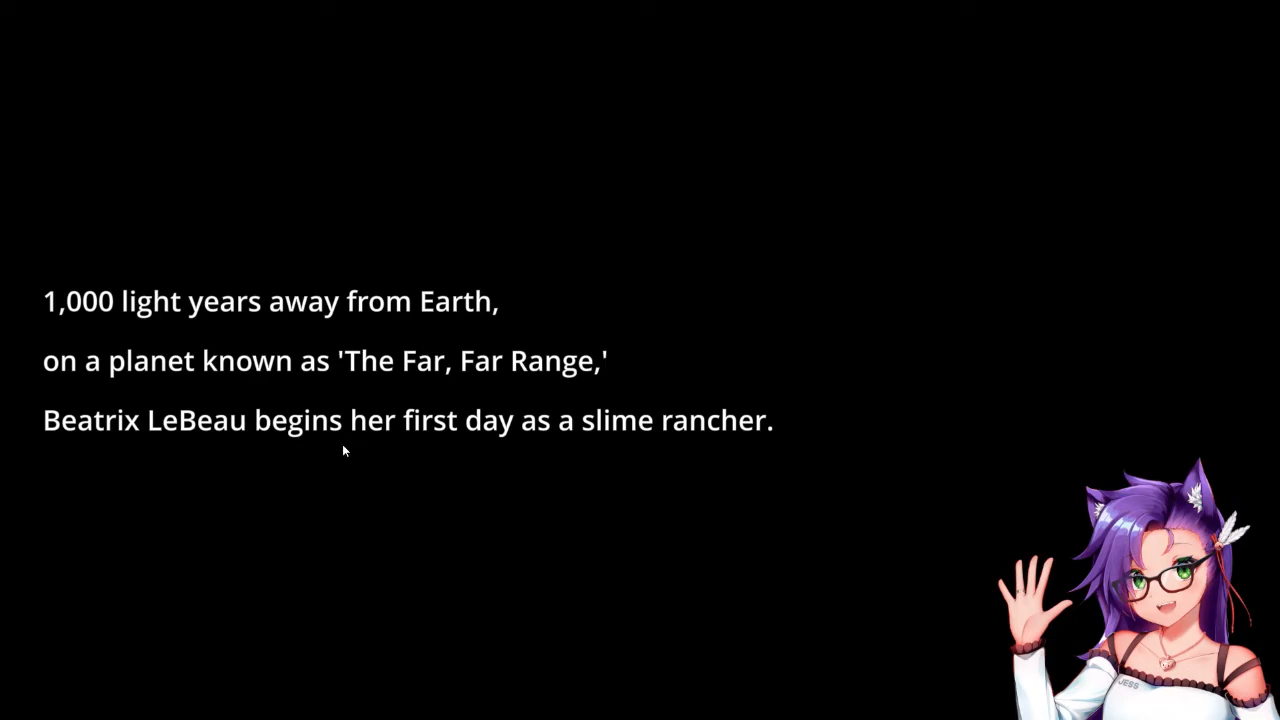 1,000 light years away from Earth,
on a planet known as 'The Far, Far Range,'
Beatrix LeBeau begins her first day as a slime rancher.
JESS